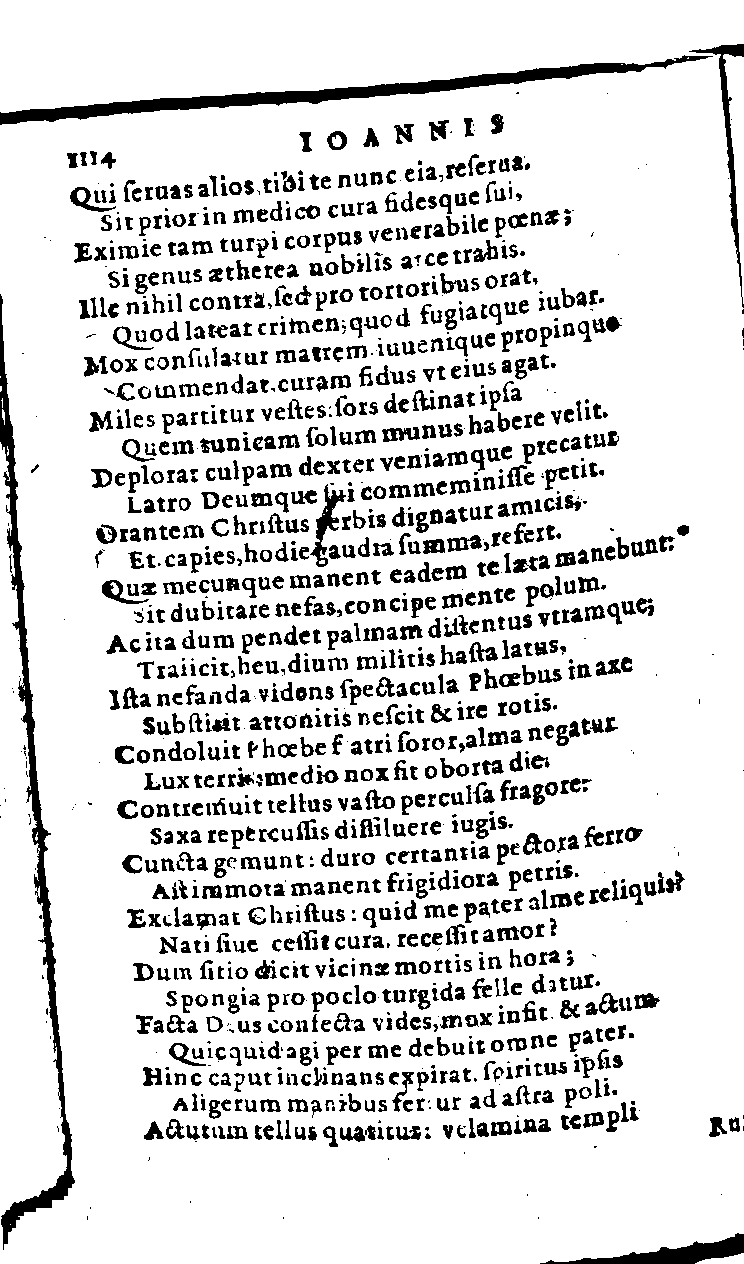 IIII4 IOANNIS
Qui ſeruas alios, tibi te nunc eia, reſerua.
Sit prior in medico cura fidesque ſui,
Eximie tam turpi corpus venerabile pœnæ;
Si genus ætherea nobilis arce trahis.
Ille nihil contra, ſed pro tortoribus orat,
Quod lateat crimen; quod fugiatque iubar.
Mox conſulatur matrem iuuenique propinquo
Commendat. curam fidus vt eius agat.
Miles partitur veſtes: ſors deſtinat ipſa
Quem tunicam ſolum munus habere velit.
Deplorat culpam dexter veniamque precatur
Latro Deumque ſui commeminiſſe petit.
Orantem Chriſtus verbis dignatur amicis,
Et. capies, hodie gaudia ſumma, refert.
Quæ mecunque manent eadem te læta manebunt:
Sit dubitare nefas, concipe mente polum.
Ac ita dum pendet palmam diſtentus vtramque;
Traiicit, heu, dium militis haſta latus,
Iſta nefanda videns ſpectacula Phœbus in axe
Subſtitit attonitis neſcit & ire rotis.
Condoluit Phœbe fratri ſoror, alma negatur
Lux terris: medio nox fit oborta die:
Contremuit tellus vaſto perculſa fragore:
Saxa repercuſſis diſſiluere iugis.
Cuncta gemunt: duro certantia pectora ferro
Aſt immota manent frigidiora petris.
Exclamat Chriſtus: quid me pater alme reliquiſ?
Nati ſiue ceſſit cura, receſſit amor?
Dum ſitio dicit vicinæ mortis in hora;
Spongia pro poclo turgida felle datur.
Facta Deus confecta vides, mox infit. & actum
Quicquid agi per me debuit omne pater.
Hinc caput inclinans expirat. ſpiritus ipſis
Aligerum manibus fertur ad aſtra poli.
Actutum tellus quatitur: velamina templi
Ru-